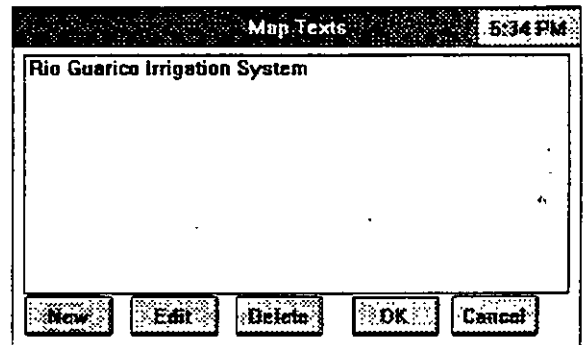 Map Texts 5:34 PM
Rio Guarico Irrigation System
New Edit Delete OK Cancel